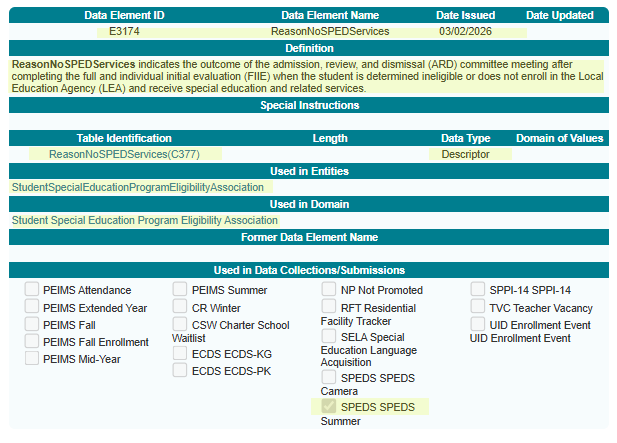 Data Element ID Data Element Name Date Issued Date Updated
E3174 ReasonNoSPEDServices 03/02/2026
Definition
ReasonNoSPEDServices indicates the outcome of the admission, review, and dismissal (ARD) committee meeting after
completing the full and individual initial evaluation (FIIE) when the student is determined ineligible or does not enroll in the Local
Education Agency (LEA) and receive special education and related services.
Special Instructions
Table Identification Length Data Type Domain of Values
ReasonNoSPEDServices(C377) Descriptor
Used in Entities
StudentSpecialEducationProgramEligibilityAssociation
Used in Domain
Student Special Education Program Eligibility Association
Former Data Element Name
Used in Data Collections/Submissions
PEIMS Attendance
PEIMS Extended Year
PEIMS Fall
PEIMS Fall Enrollment
PEIMS Mid-Year
PEIMS Summer
CR Winter
CSW Charter School
Waitlist
ECDS ECDS-KG
ECDS ECDS-PK
NP Not Promoted
RFT Residential
Facility Tracker
SELA Special
Education Language
Acquisition
SPEDS SPEDS
Camera
SPEDS SPEDS
Summer
SPPI-14 SPPI-14
TVC Teacher Vacancy
UID Enrollment Event
UID Enrollment Event